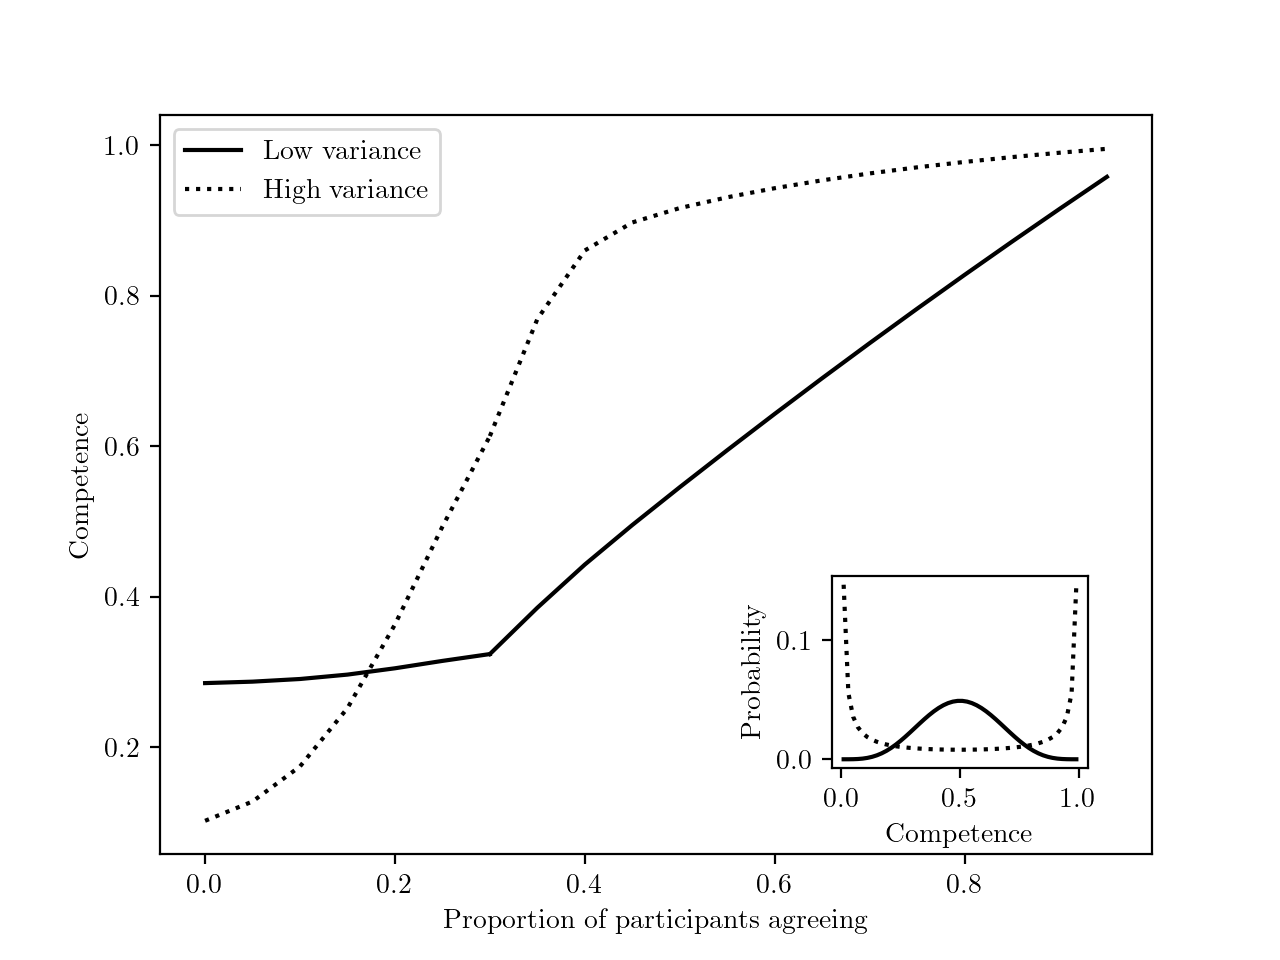 Low variance
High variance
1.0
0.8
0.6
0.4
0.2
Competence
0.0 0.2 0.4 0.6 0.8
Proportion of participants agreeing
Probability
0.1
0.0
0.0 0.5 1.0
Competence